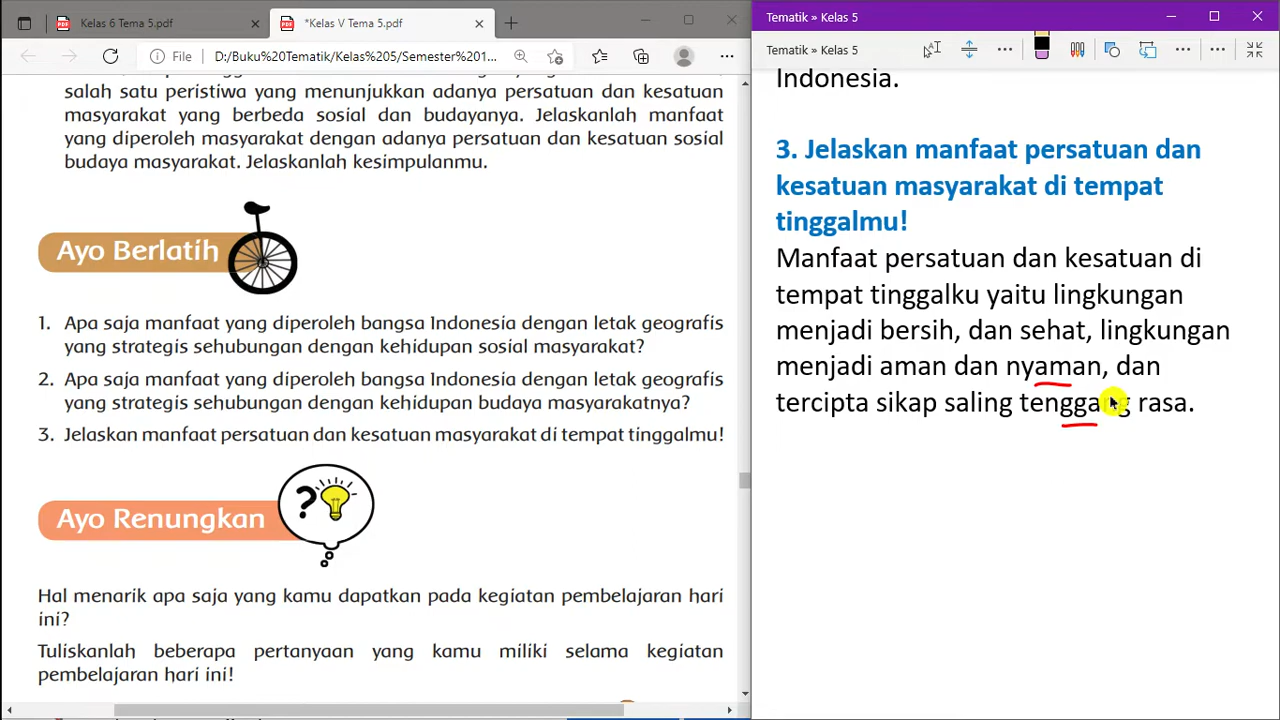 Kelas 6 Tema 5.pdf
*Kelas V Tema 5.pdf
File
D:/Buku%20Tematik/Kelas%205/Semester%201...
salah satu peristiwa yang menunjukkan adanya persatuan dan kesatuan
masyarakat yang berbeda sosial dan budayanya. Jelaskanlah manfaat
yang diperoleh masyarakat dengan adanya persatuan dan kesatuan sosial
budaya masyarakat. Jelaskanlah kesimpulanmu.
Ayo Berlatih
1. Apa saja manfaat yang diperoleh bangsa Indonesia dengan letak geografis
yang strategis sehubungan dengan kehidupan sosial masyarakat?
2. Apa saja manfaat yang diperoleh bangsa Indonesia dengan letak geografis
yang strategis sehubungan dengan kehidupan budaya masyarakatnya?
3. Jelaskan manfaat persatuan dan kesatuan masyarakat di tempat tinggalmu!
Ayo Renungkan
Hal menarik apa saja yang kamu dapatkan pada kegiatan pembelajaran hari
ini?
Tuliskanlah beberapa pertanyaan yang kamu miliki selama kegiatan
pembelajaran hari ini!
Tematik » Kelas 5
Tematik » Kelas 5
Indonesia.
3. Jelaskan manfaat persatuan dan
kesatuan masyarakat di tempat
tinggalmu!
Manfaat persatuan dan kesatuan di
tempat tinggalku yaitu lingkungan
menjadi bersih, dan sehat, lingkungan
menjadi aman dan nyaman, dan
tercipta sikap saling tenggang rasa.